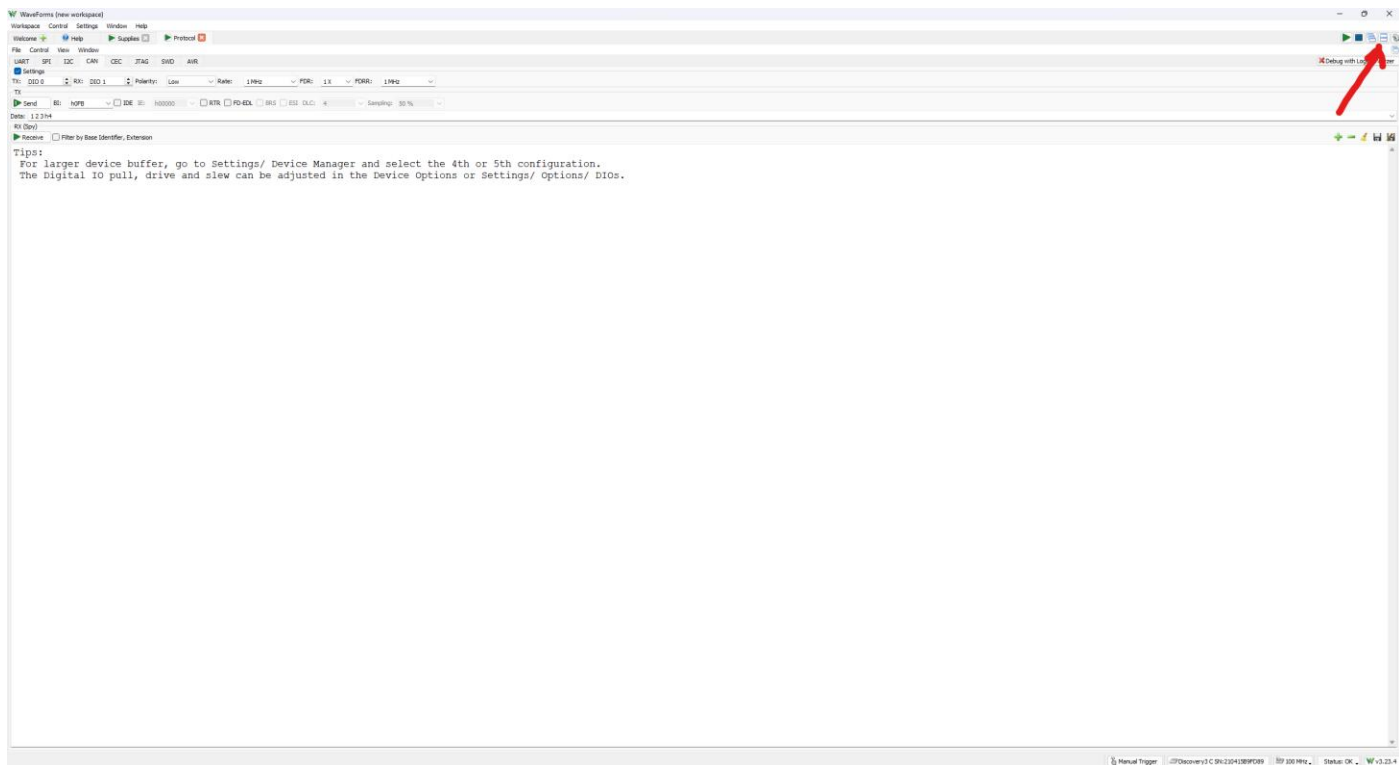 WaveForms (new workspace)
Workspace Control Settings Window Help
Welcome Help Supplies Protocol
File Control View Window
UART SPI I2C CAN CEC JTAG SWD AVR
Debug with
Settings
TX: DIO 0 RX: DIO 1 Polarity: Low Rate: 1 MHz FDR: 1 X FDRR: 1 MHz
TX
Send BI: h0FB IDE IE: h00000 RTR FD-EDL BRS ESI DLC: 4 Sampling: 50 %
Data: 1 2 3 h4
RX (Spy)
Receive Filter by Base Identifier, Extension
Tips:
For larger device buffer, go to Settings/ Device Manager and select the 4th or 5th configuration.
The Digital IO pull, drive and slew can be adjusted in the Device Options or Settings/ Options/ DIOs.
Manual Trigger Discovery3 C 100 MHz Status: OK v3.23.4